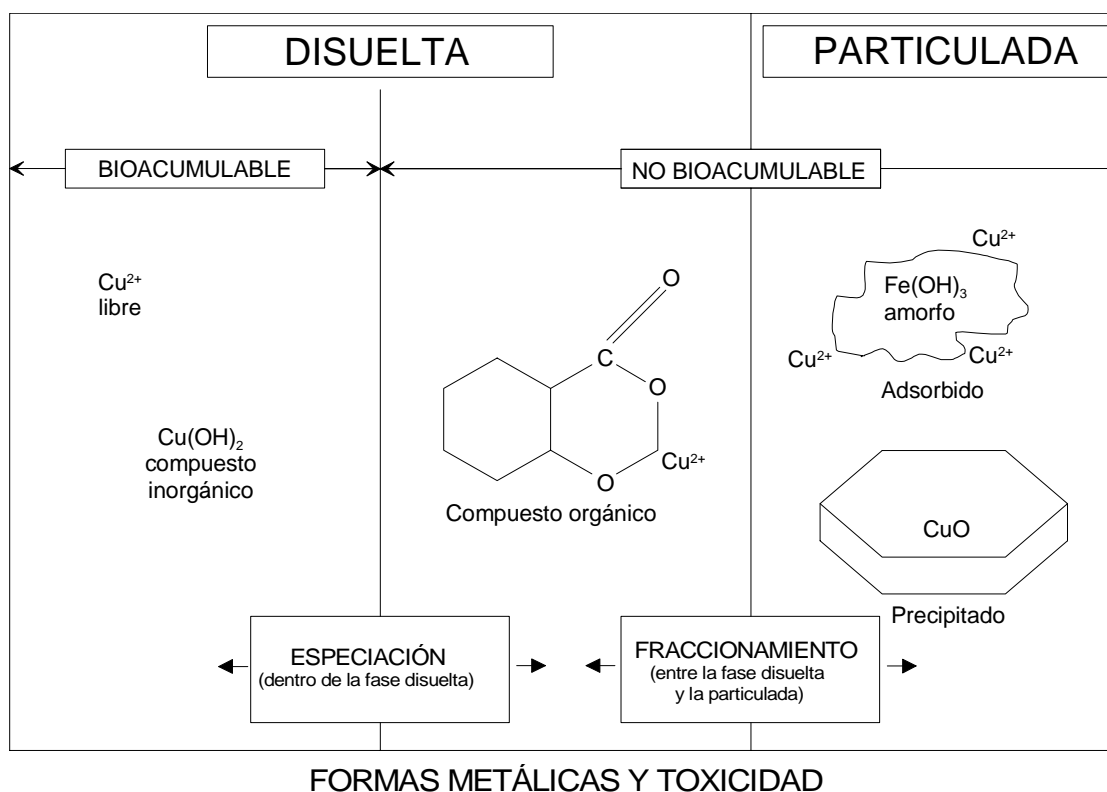 DISUELTA
PARTICULADA
BIOACUMULABLE
NO BIOACUMULABLE
Cu²⁺
libre
Cu(OH)₂
compuesto
inorgánico
O
C
O
O
Cu²⁺
Compuesto orgánico
Cu²⁺
Fe(OH)₃
amorfo
Cu²⁺
Cu²⁺
Adsorbido
CuO
Precipitado
ESPECIACIÓN
(dentro de la fase disuelta)
FRACCIONAMIENTO
(entre la fase disuelta
y la particulada)
FORMAS METÁLICAS Y TOXICIDAD